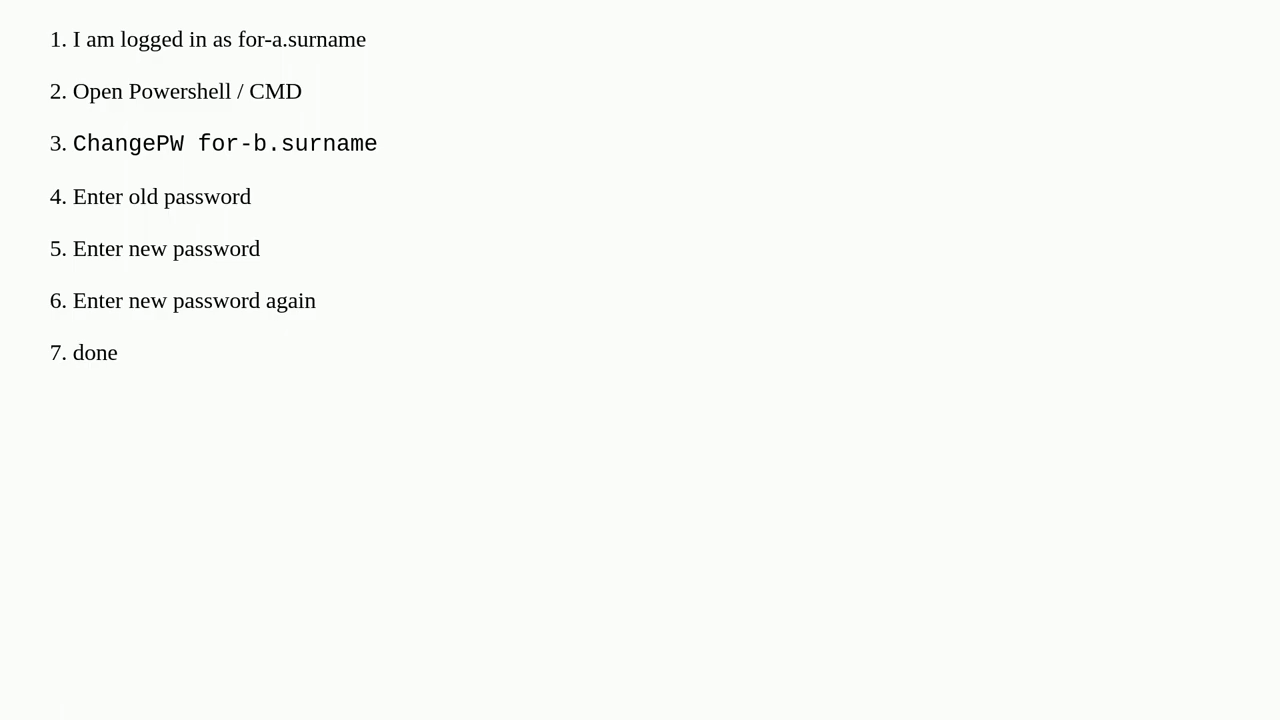 1. I am logged in as for-a.surname
2. Open Powershell / CMD
3. ChangePW for-b.surname
4. Enter old password
5. Enter new password
6. Enter new password again
7. done